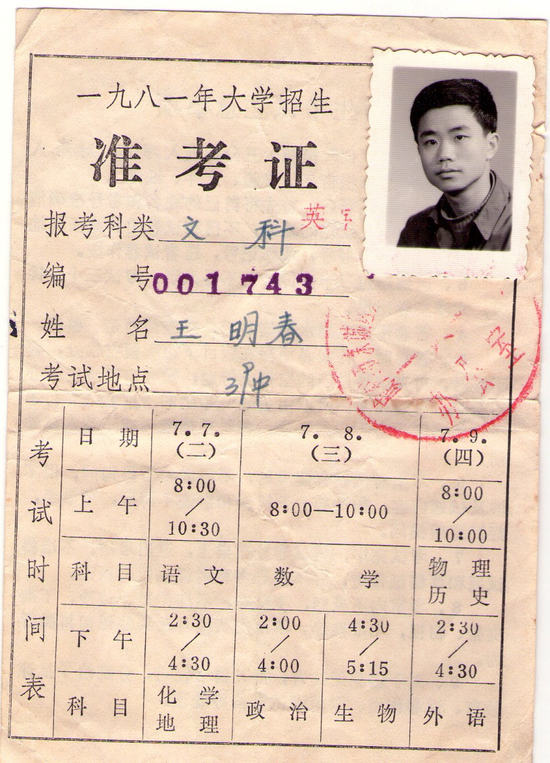 一九八一年大学招生
准考证
报考科类 文科 英
编号 001743
姓名 王明春
考试地点
考试时间表
日期 7.7.(二) 7.8.(三) 7.9.(四)
上午 8:00/10:30 8:00—10:00 8:00/10:00
科目 语文 数学 物理 历史
下午 2:30/4:30 2:00/4:00 4:30/5:15 2:30/4:30
科目 化学 地理 政治 生物 外语
办公室